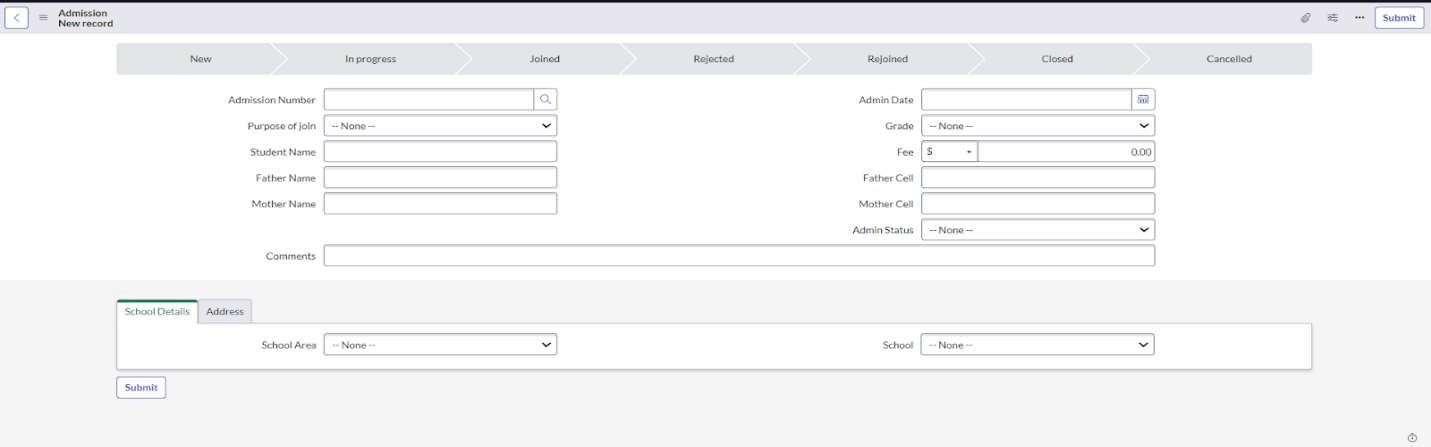 Admission
New record
Submit
New In progress Joined Rejected Rejoined Closed Cancelled
Admission Number Admin Date
Purpose of join -- None -- Grade -- None --
Student Name Fee $ 0.00
Father Name Father Cell
Mother Name Mother Cell
Admin Status -- None --
Comments
School Details Address
School Area -- None -- School -- None --
Submit